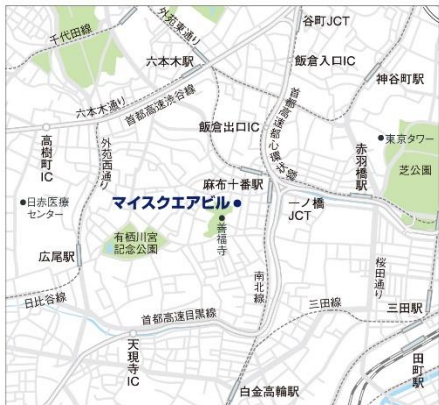 千代田線
外苑東通り
谷町JCT
六本木駅
飯倉入口IC
神谷町駅
六本木通り
首都高速渋谷線
首都高速都心環状線
飯倉出口IC
東京タワー
高樹町
IC
外苑西通り
赤羽橋駅
芝公園
麻布十番駅
日赤医療
センター
マイスクエアビル
一ノ橋
JCT
善福寺
有栖川宮
記念公園
広尾駅
南北線
桜田通り
日比谷線
首都高速目黒線
三田線
三田駅
天現寺
IC
田町駅
白金高輪駅